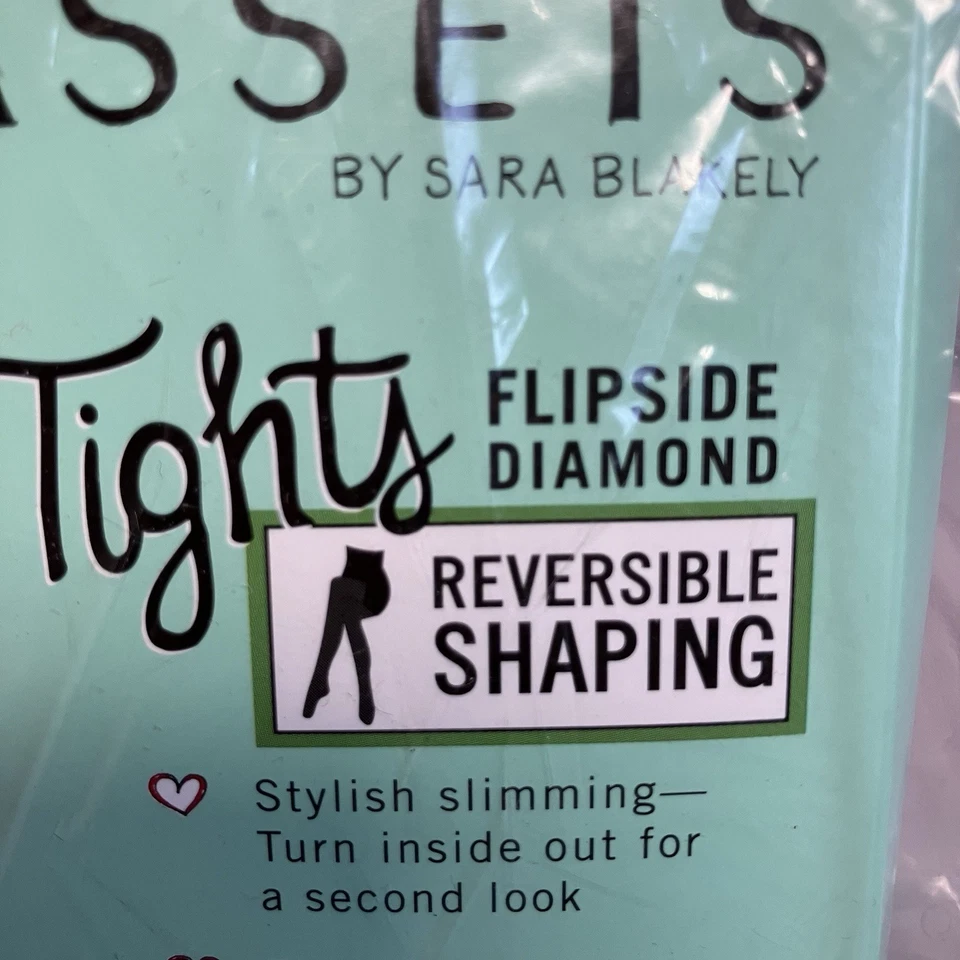 ASSETS
BY SARA BLAKELY
Tights
FLIPSIDE
DIAMOND
REVERSIBLE
SHAPING
Stylish slimming—
Turn inside out for
a second look